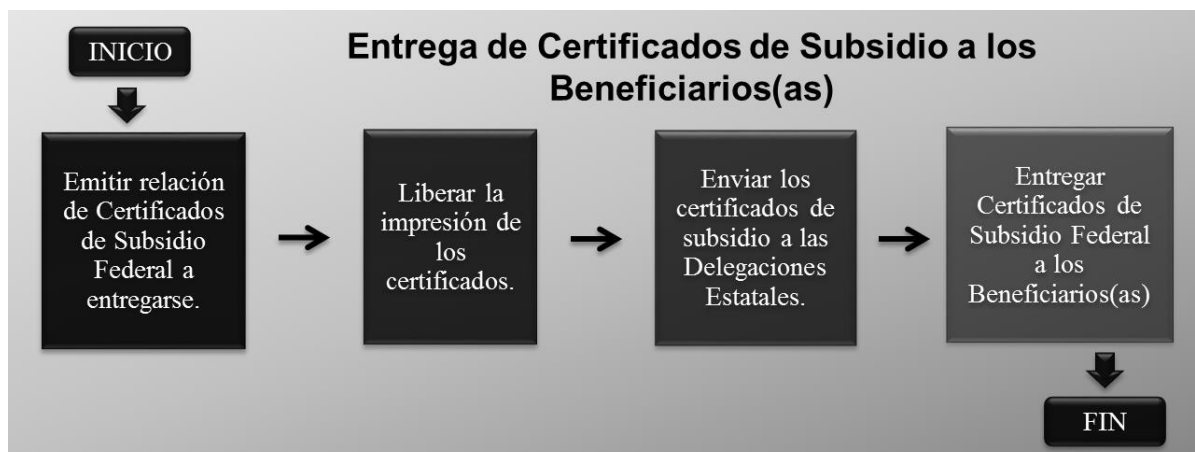 INICIO
Entrega de Certificados de Subsidio a los
Beneficiarios(as)
Emitir relación
de Certificados
de Subsidio
Federal a
entregarse.
Liberar la
impresión de
los
certificados.
Enviar los
certificados de
subsidio a las
Delegaciones
Estatales.
Entregar
Certificados de
Subsidio Federal
a los
Beneficiarios(as)
FIN